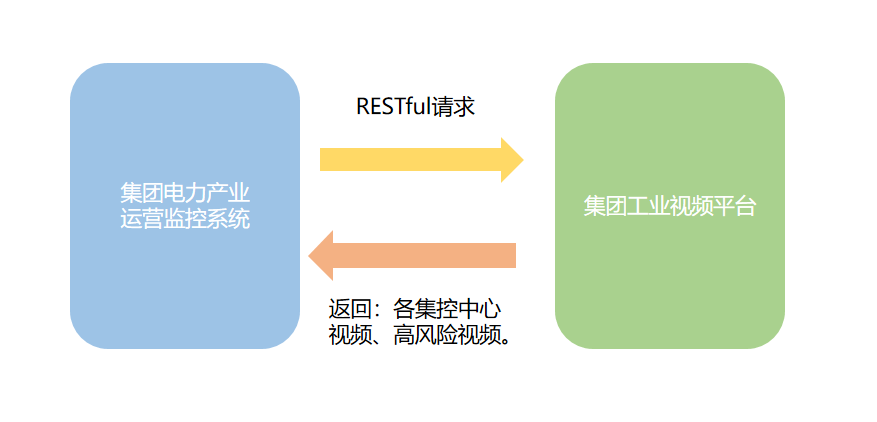 RESTful请求
集团电力产业
运营监控系统
集团工业视频平台
返回：各集控中心
视频、高风险视频。